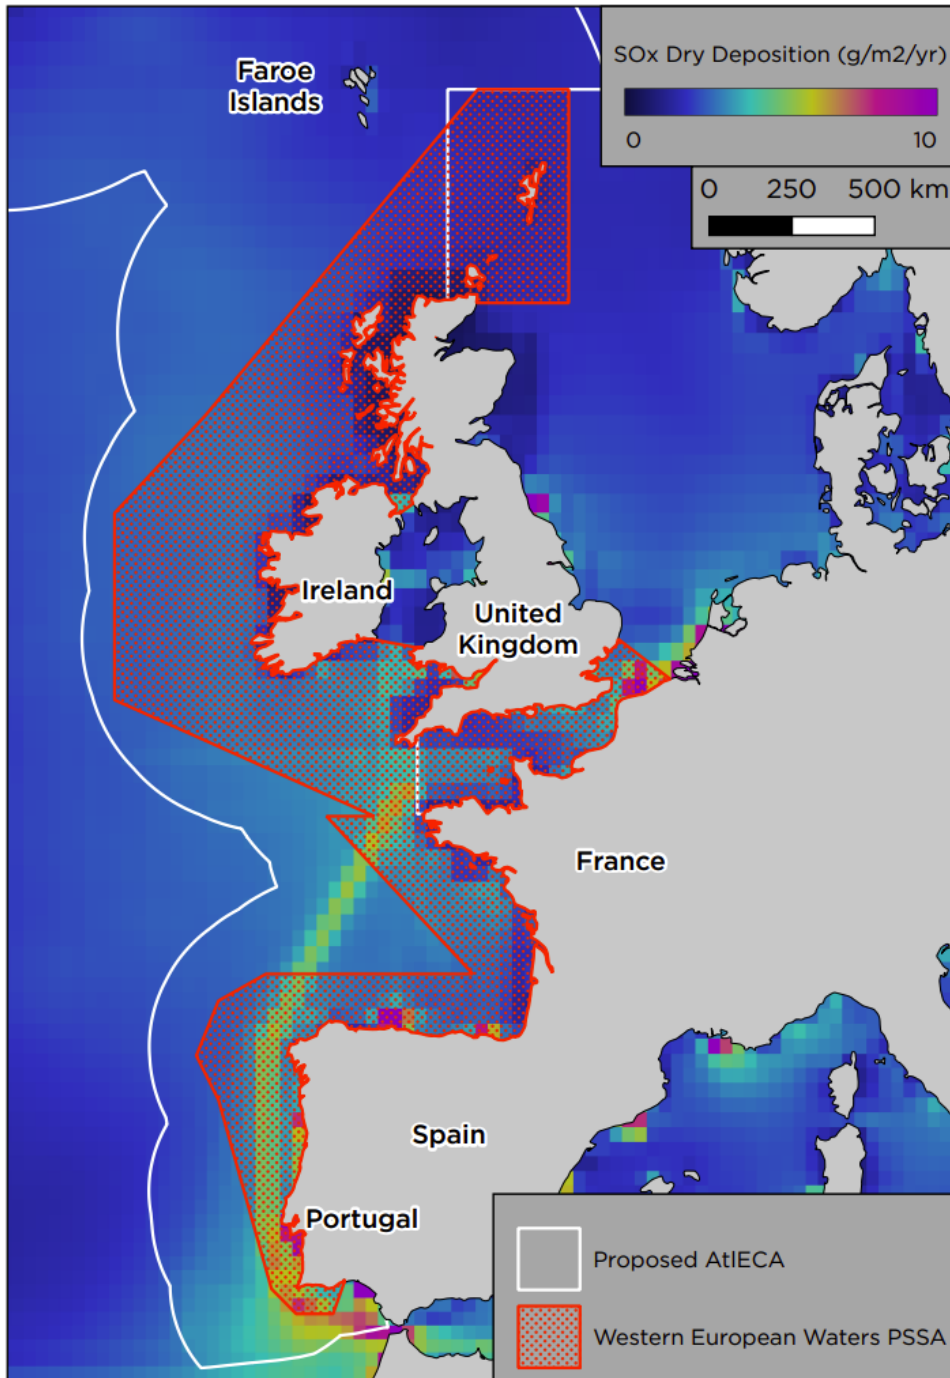 Faroe
Islands
SOx Dry Deposition (g/m2/yr)
0 10
0 250 500 km
Ireland
United
Kingdom
France
Spain
Portugal
Proposed AtlECA
Western European Waters PSSA